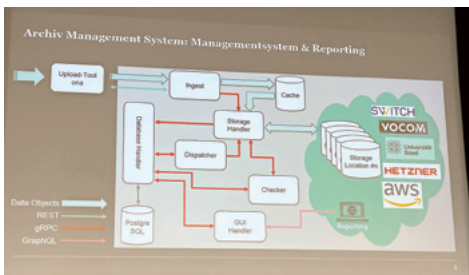 Archiv Management System: Managementsystem & Reporting
Upload-Tool
ona
Ingest
Cache
Storage
Handler
Database Handler
Dispatcher
Checker
GUI
Handler
Postgre
SQL
Storage
Location #n
SWITCH
VOCOM
Universität
Basel
HETZNER
aws
Reporting
Data Objects
REST
gRPC
GraphQL